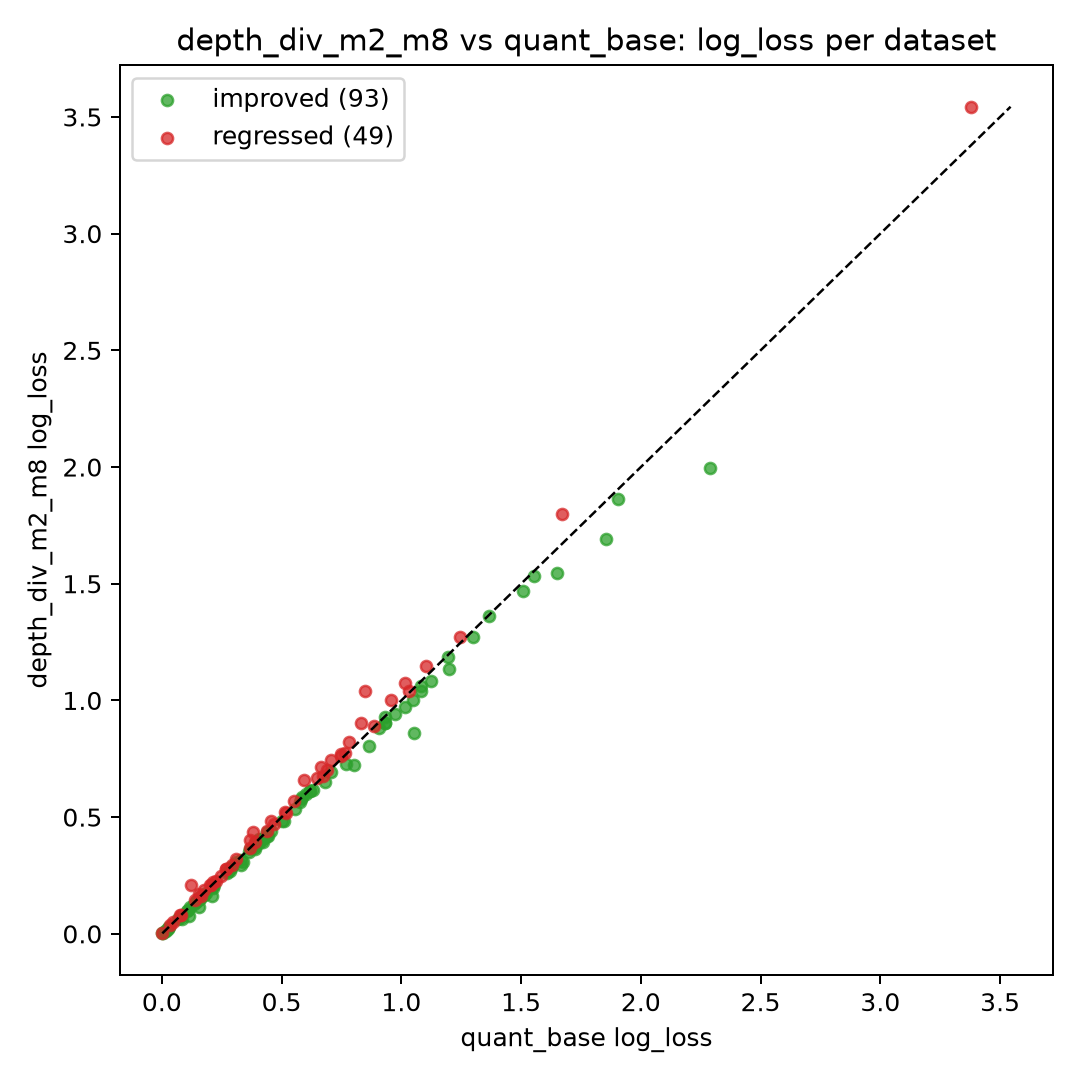 depth_div_m2_m8 vs quant_base: log_loss per dataset
improved (93)
regressed (49)
3.5
3.0
2.5
2.0
1.5
1.0
0.5
0.0
depth_div_m2_m8 log_loss
0.0 0.5 1.0 1.5 2.0 2.5 3.0 3.5
quant_base log_loss